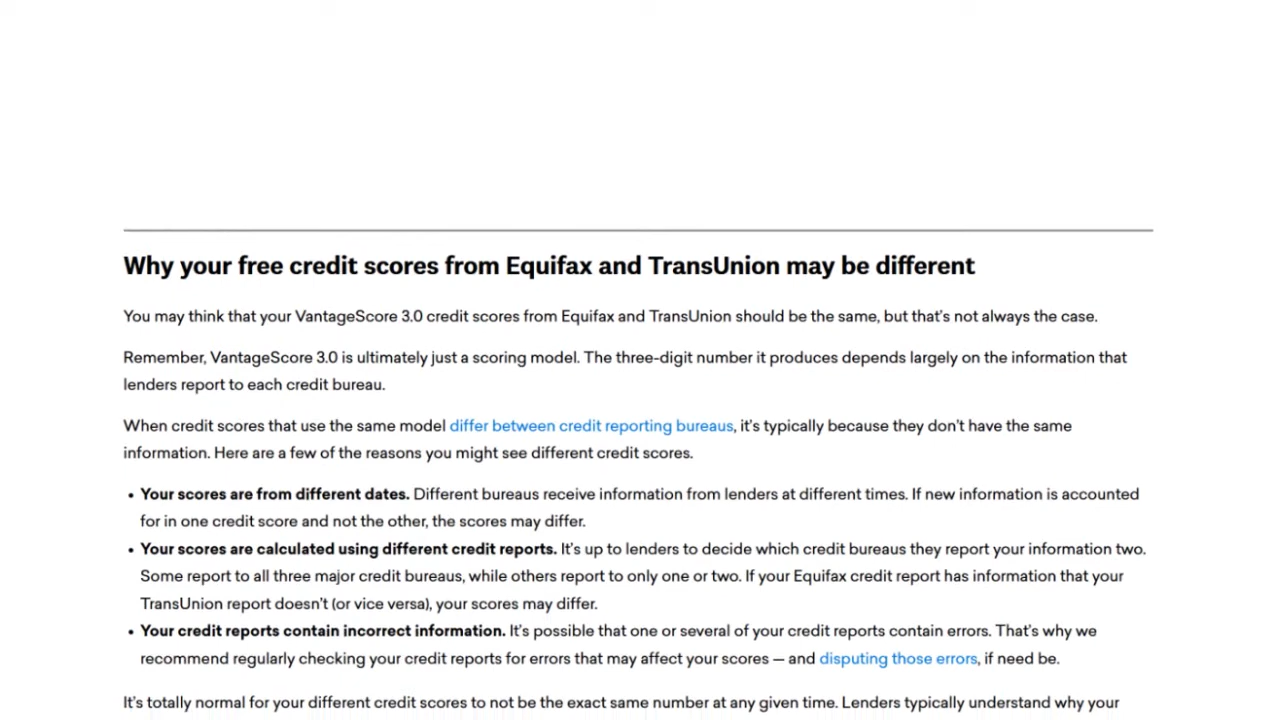 Why your free credit scores from Equifax and TransUnion may be different
You may think that your VantageScore 3.0 credit scores from Equifax and TransUnion should be the same, but that's not always the case.
Remember, VantageScore 3.0 is ultimately just a scoring model. The three-digit number it produces depends largely on the information that
lenders report to each credit bureau.
When credit scores that use the same model differ between credit reporting bureaus, it's typically because they don't have the same
information. Here are a few of the reasons you might see different credit scores.
• Your scores are from different dates. Different bureaus receive information from lenders at different times. If new information is accounted
for in one credit score and not the other, the scores may differ.
• Your scores are calculated using different credit reports. It's up to lenders to decide which credit bureaus they report your information two.
Some report to all three major credit bureaus, while others report to only one or two. If your Equifax credit report has information that your
TransUnion report doesn't (or vice versa), your scores may differ.
• Your credit reports contain incorrect information. It's possible that one or several of your credit reports contain errors. That's why we
recommend regularly checking your credit reports for errors that may affect your scores — and disputing those errors, if need be.
It's totally normal for your different credit scores to not be the exact same number at any given time. Lenders typically understand why your